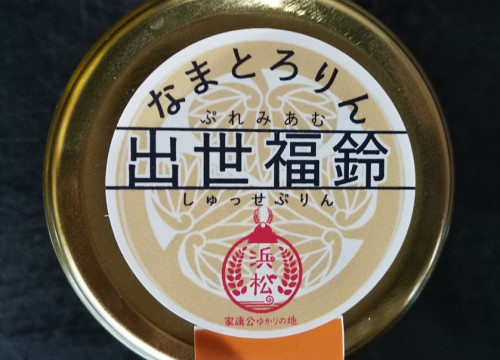 なまとろりん
ぷれみあむ
出世福鈴
しゅっせぷりん
浜松
家康公ゆかりの地